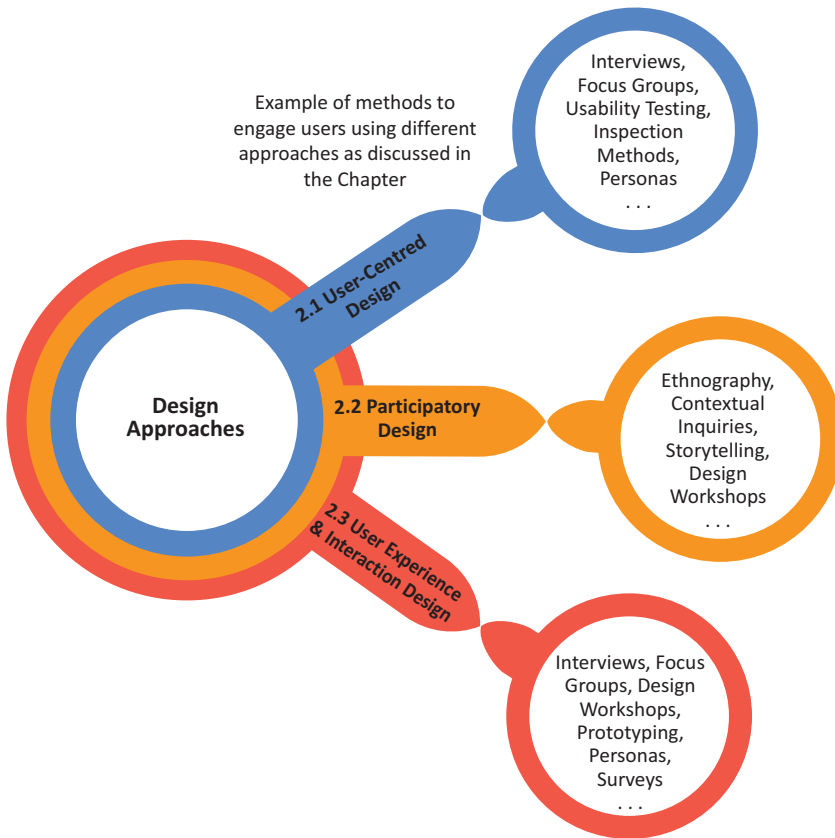 Example of methods to
engage users using different
approaches as discussed in
the Chapter
Design
Approaches
2.1 User-Centred
Design
Interviews,
Focus Groups,
Usability Testing,
Inspection
Methods,
Personas
. . .
2.2 Participatory
Design
Ethnography,
Contextual
Inquiries,
Storytelling,
Design
Workshops
. . .
2.3 User Experience
& Interaction Design
Interviews, Focus
Groups, Design
Workshops,
Prototyping,
Personas,
Surveys
. . .